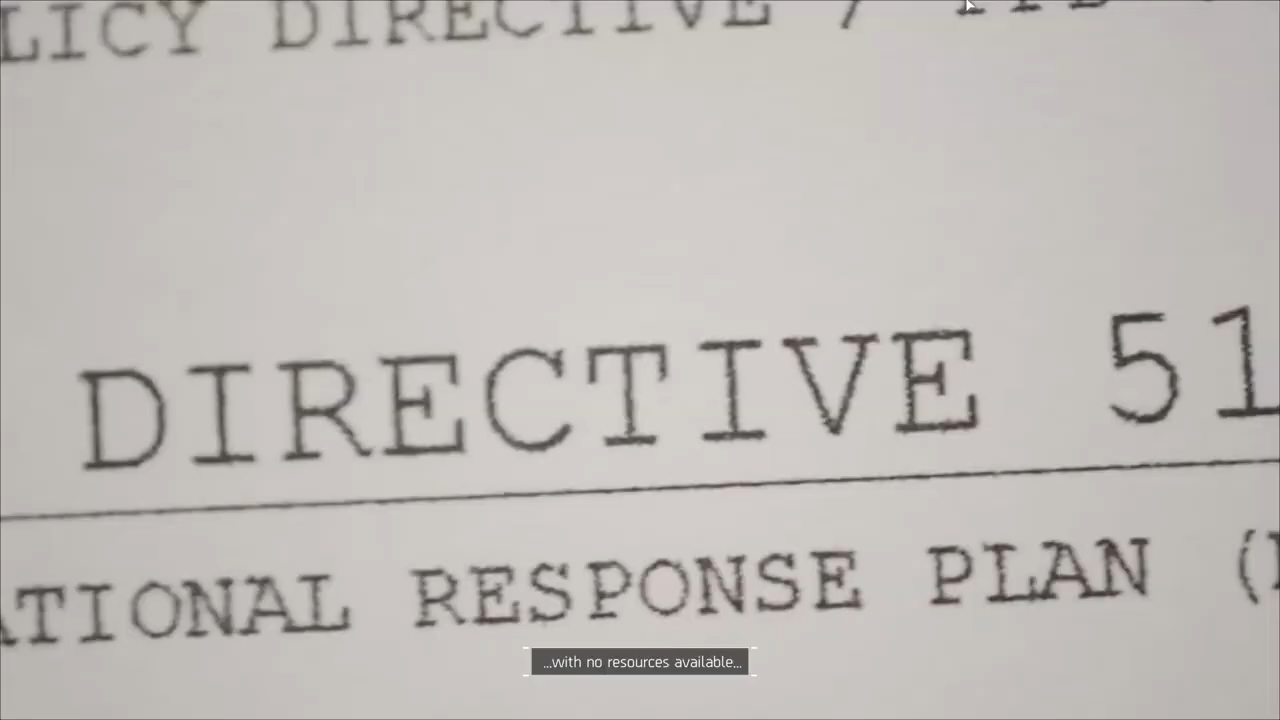 LICY DIRECTIVE /
DIRECTIVE 51
ATIONAL RESPONSE PLAN (
...with no resources available...